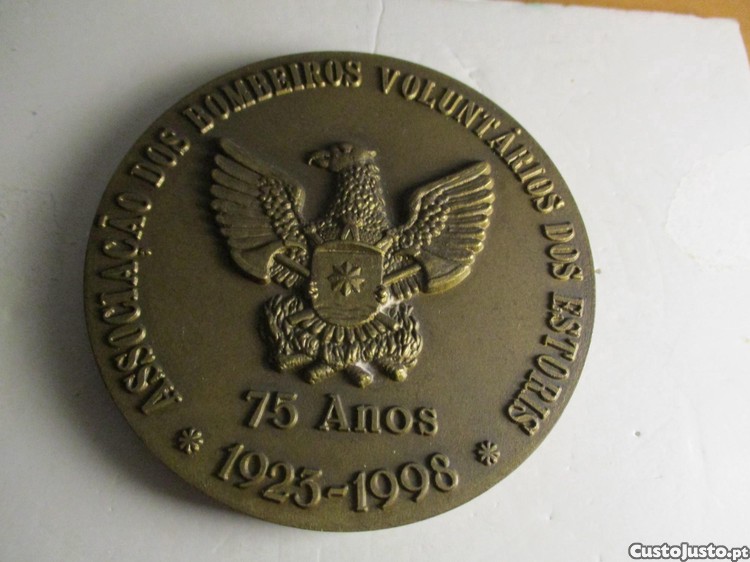 ASSOCIAÇÃO DOS BOMBEIROS VOLUNTÁRIOS DOS ESTORIS
75 Anos
* 1923-1998 *
CustoJusto.pt